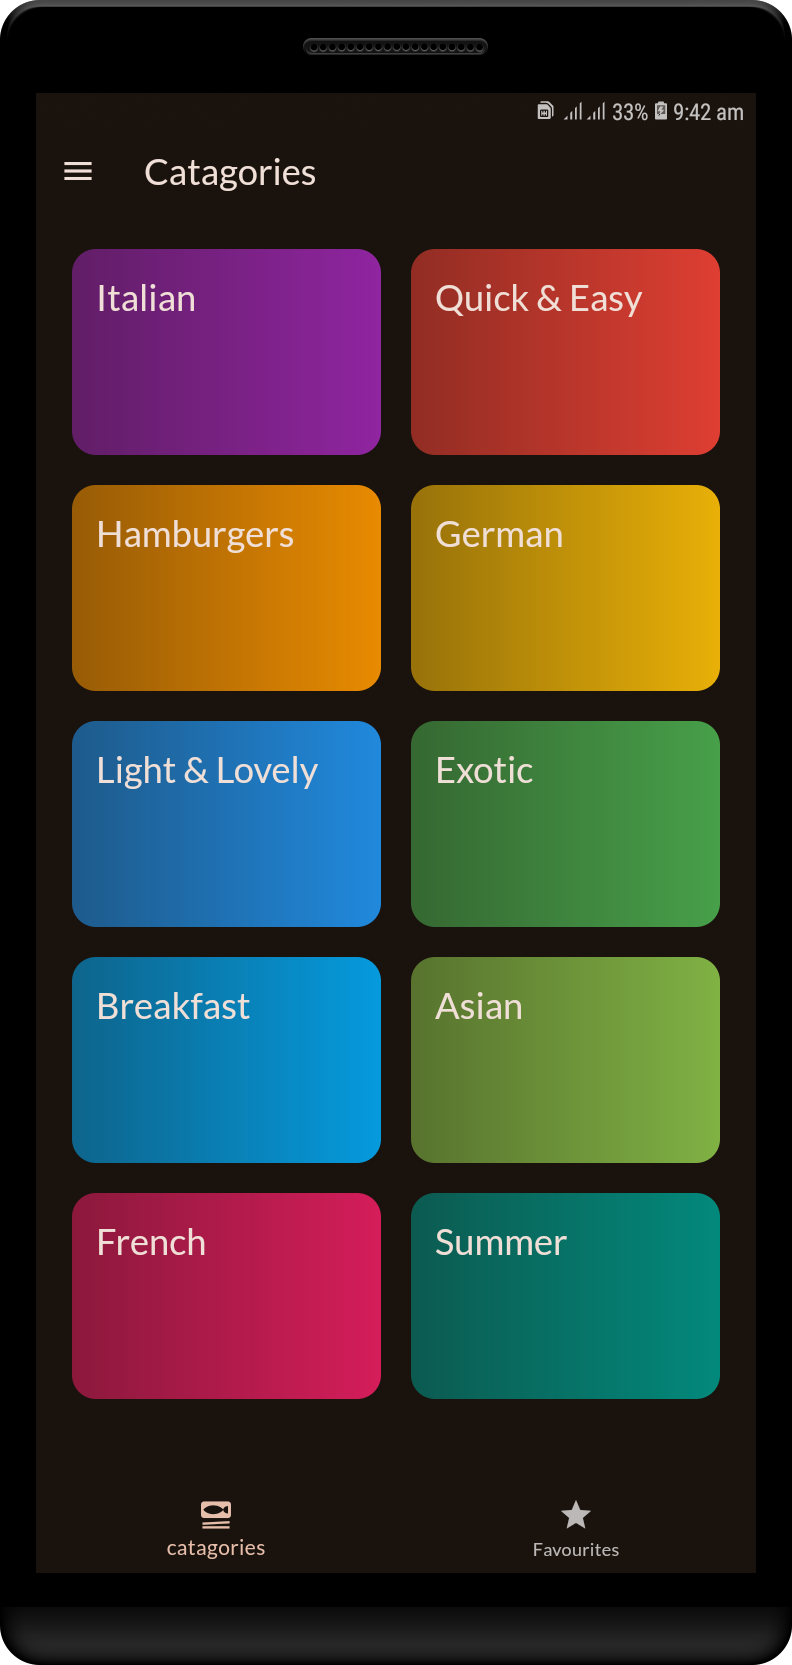 33% 9:42 am
Catagories
Italian
Quick & Easy
Hamburgers
German
Light & Lovely
Exotic
Breakfast
Asian
French
Summer
catagories
Favourites